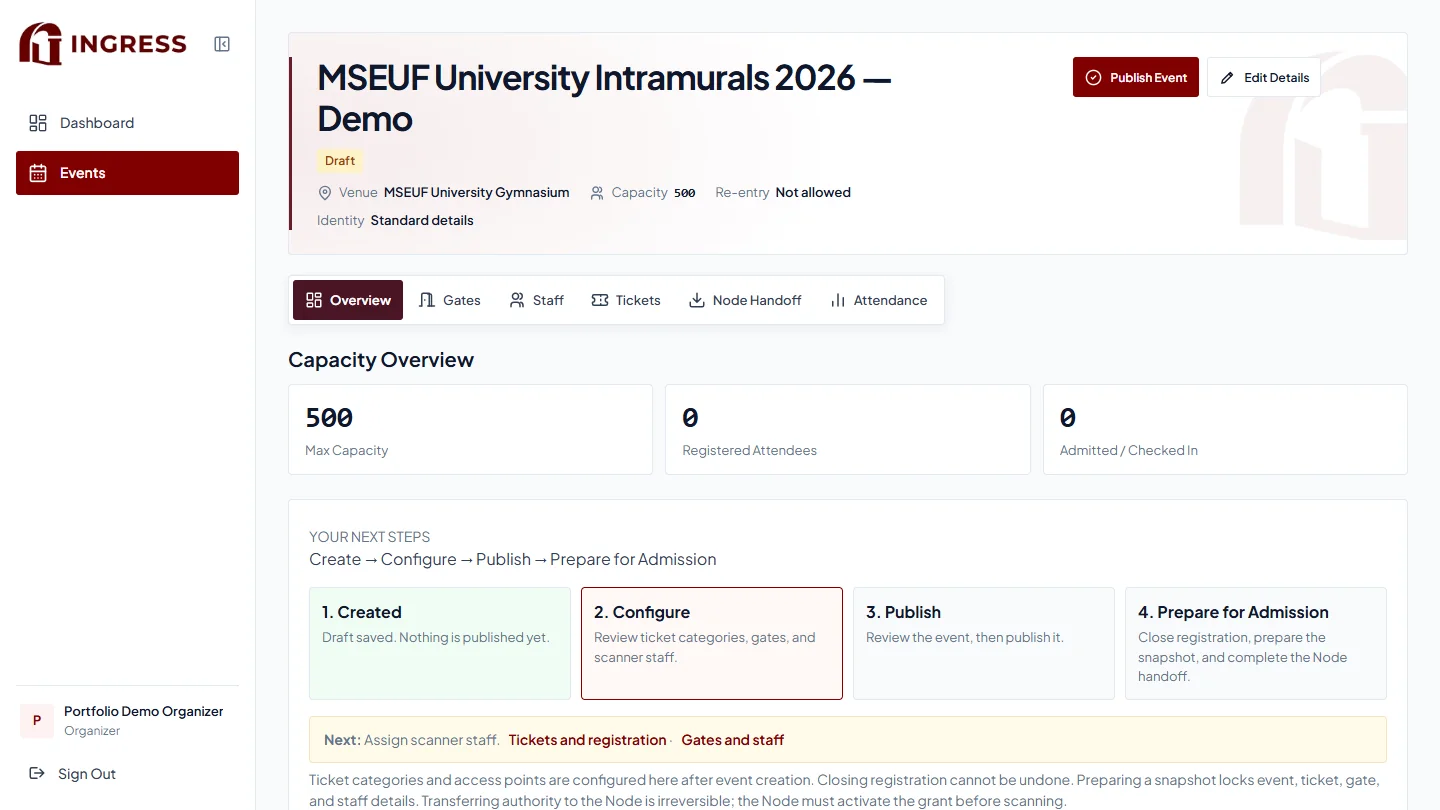 INGRESS
Dashboard
Events
MSEUF University Intramurals 2026 —
Demo
Publish Event
Edit Details
Draft
Venue MSEUF University Gymnasium Capacity 500 Re-entry Not allowed
Identity Standard details
Overview Gates Staff Tickets Node Handoff Attendance
Capacity Overview
500
Max Capacity
0
Registered Attendees
0
Admitted / Checked In
YOUR NEXT STEPS
Create → Configure → Publish → Prepare for Admission
1. Created
Draft saved. Nothing is published yet.
2. Configure
Review ticket categories, gates, and
scanner staff.
3. Publish
Review the event, then publish it.
4. Prepare for Admission
Close registration, prepare the
snapshot, and complete the Node
handoff.
Next: Assign scanner staff. Tickets and registration · Gates and staff
Ticket categories and access points are configured here after event creation. Closing registration cannot be undone. Preparing a snapshot locks event, ticket, gate,
and staff details. Transferring authority to the Node is irreversible; the Node must activate the grant before scanning.
P
Portfolio Demo Organizer
Organizer
Sign Out